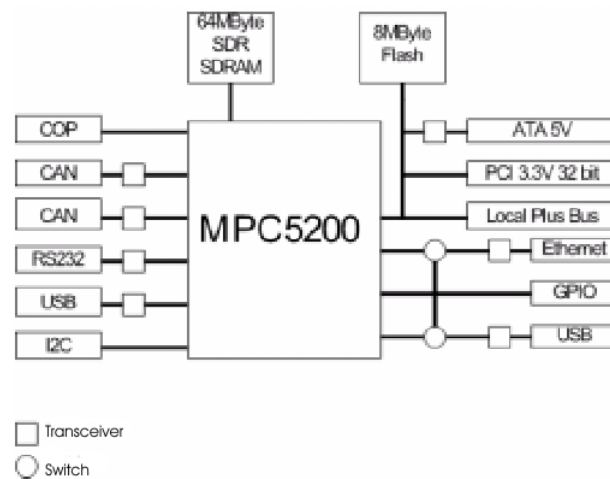 64MByte
SDR
SDRAM
8MByte
Flash
COP
CAN
CAN
RS232
USB
I2C
MPC5200
ATA 5V
PCI 3.3V 32 bit
Local Plus Bus
Ethernet
GPIO
USB
Transceiver
Switch